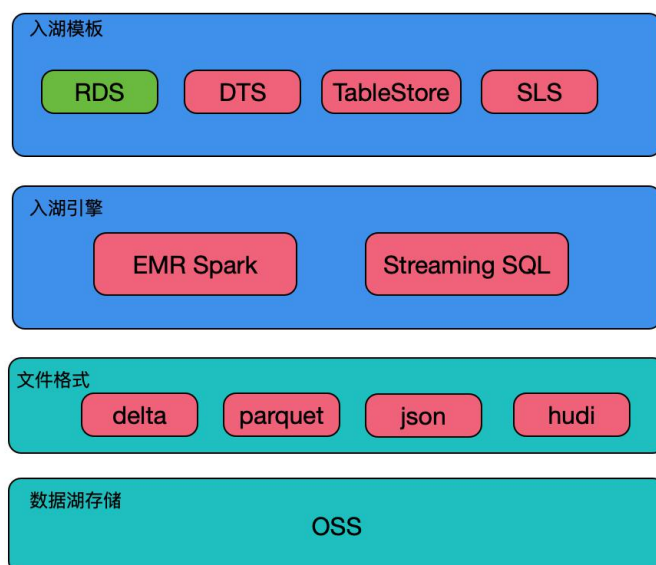 入湖模板
RDS DTS TableStore SLS
入湖引擎
EMR Spark Streaming SQL
文件格式
delta parquet json hudi
数据湖存储
OSS